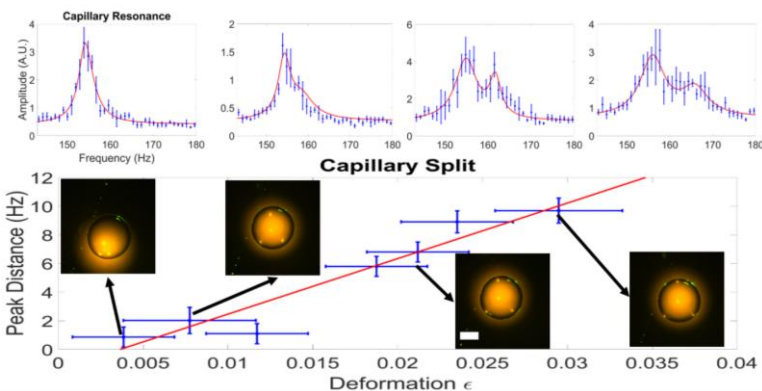 Capillary Resonance
4
3
2
1
0
150 160 170 180
Amplitude (A.U.)
Frequency (Hz)
2
1.5
1
0.5
0
150 160 170 180
6
4
2
0
150 160 170 180
4
3
2
1
0
150 160 170 180
Capillary Split
12
10
8
6
4
2
0
Peak Distance (Hz)
0 0.005 0.01 0.015 0.02 0.025 0.03 0.035 0.04
Deformation ϵ